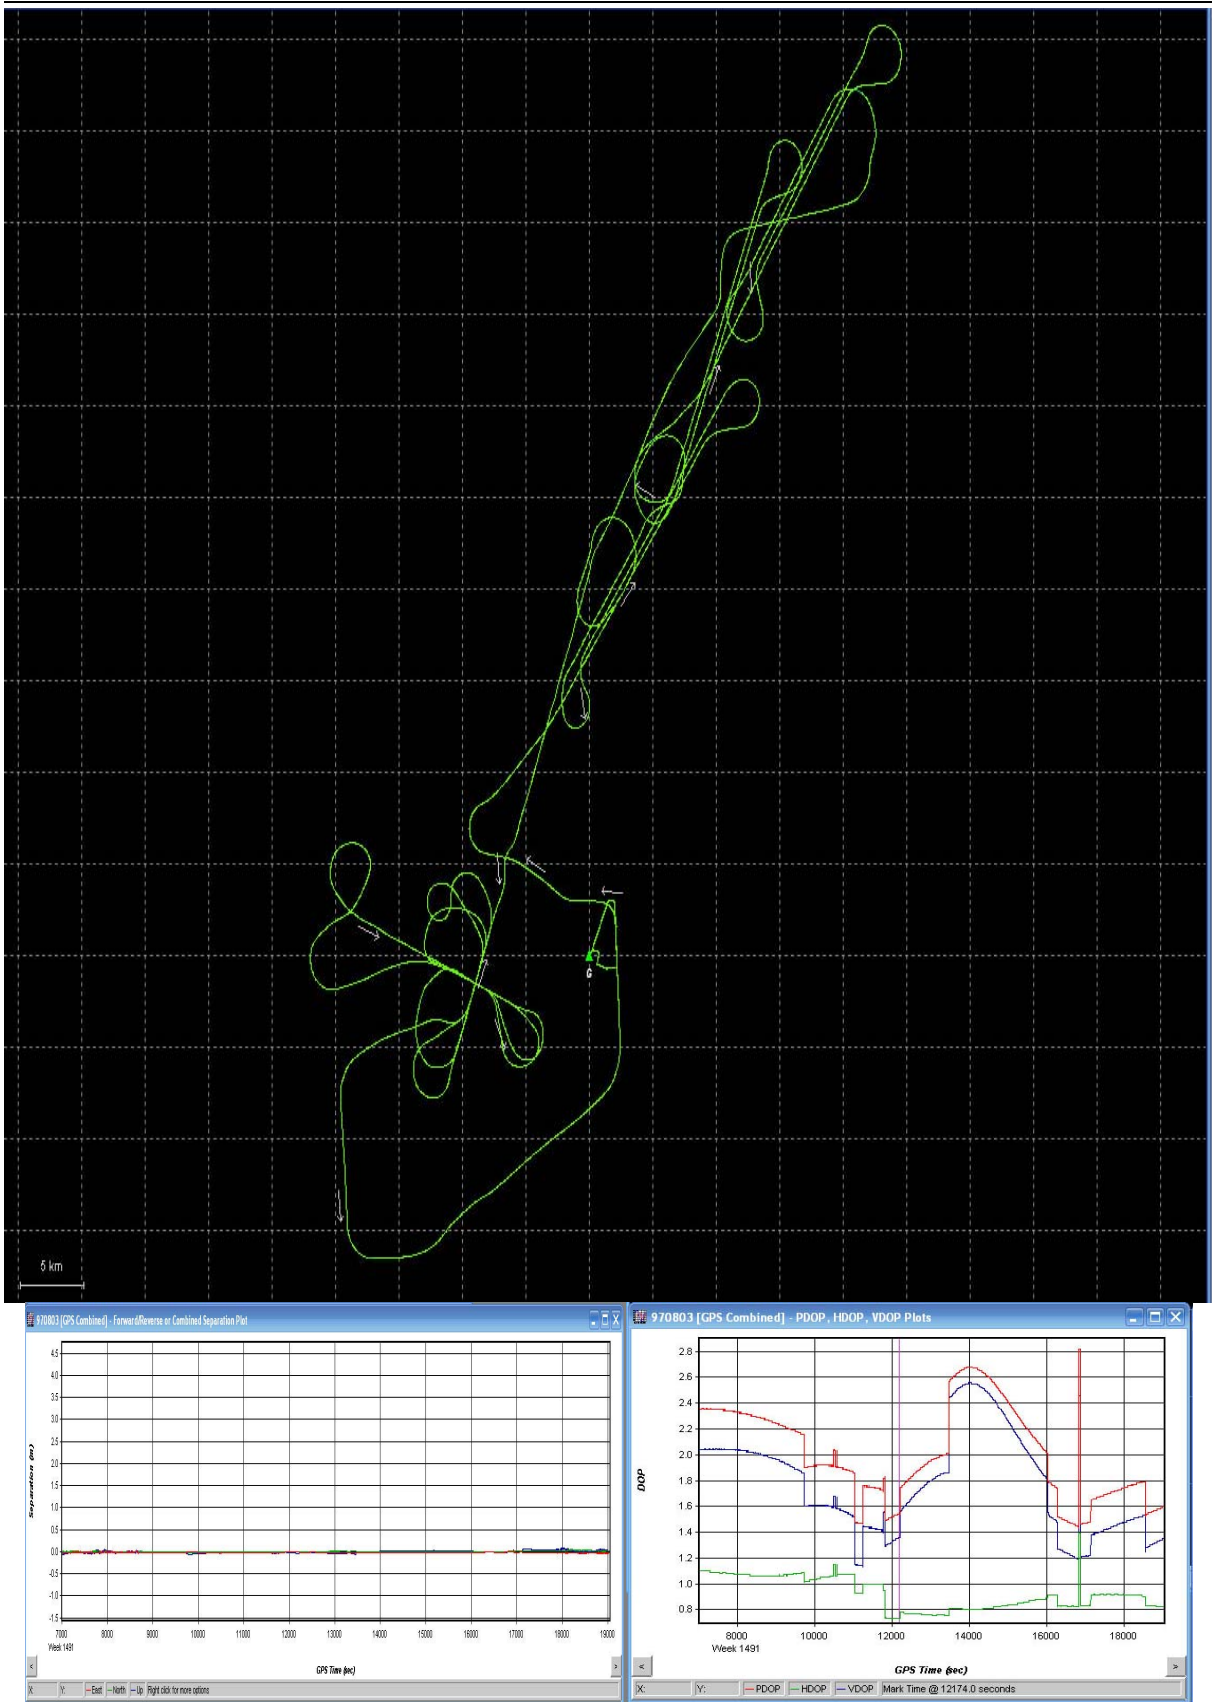 G
5 km
970803 [GPS Combined] - Forward/Reverse or Combined Separation Plot
4.5
4.0
3.5
3.0
2.5
2.0
1.5
1.0
0.5
0.0
-0.5
-1.0
-1.5
Separation (m)
7000 8000 9000 10000 11000 12000 13000 14000 15000 16000 17000 18000 19000
Week 1491
GPS Time (sec)
X: Y: East North Up Right click for more options
970803 [GPS Combined] - PDOP, HDOP, VDOP Plots
2.8
2.6
2.4
2.2
2.0
1.8
1.6
1.4
1.2
1.0
0.8
DOP
8000 10000 12000 14000 16000 18000
Week 1491
GPS Time (sec)
X: Y: PDOP HDOP VDOP Mark Time @ 12174.0 seconds